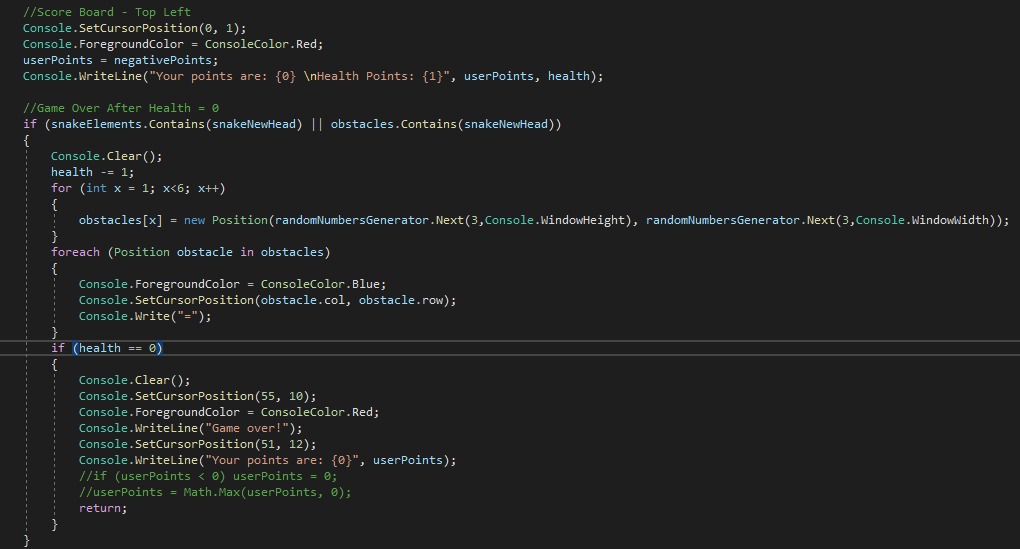 //Score Board - Top Left
Console.SetCursorPosition(0, 1);
Console.ForegroundColor = ConsoleColor.Red;
userPoints = negativePoints;
Console.WriteLine("Your points are: {0} \nHealth Points: {1}", userPoints, health);
//Game Over After Health = 0
if (snakeElements.Contains(snakeNewHead) || obstacles.Contains(snakeNewHead))
{
Console.Clear();
health -= 1;
for (int x = 1; x<6; x++)
{
obstacles[x] = new Position(randomNumbersGenerator.Next(3,Console.WindowHeight), randomNumbersGenerator.Next(3,Console.WindowWidth));
}
foreach (Position obstacle in obstacles)
{
Console.ForegroundColor = ConsoleColor.Blue;
Console.SetCursorPosition(obstacle.col, obstacle.row);
Console.Write("=");
}
if (health == 0)
{
Console.Clear();
Console.SetCursorPosition(55, 10);
Console.ForegroundColor = ConsoleColor.Red;
Console.WriteLine("Game over!");
Console.SetCursorPosition(51, 12);
Console.WriteLine("Your points are: {0}", userPoints);
//if (userPoints < 0) userPoints = 0;
//userPoints = Math.Max(userPoints, 0);
return;
}
}